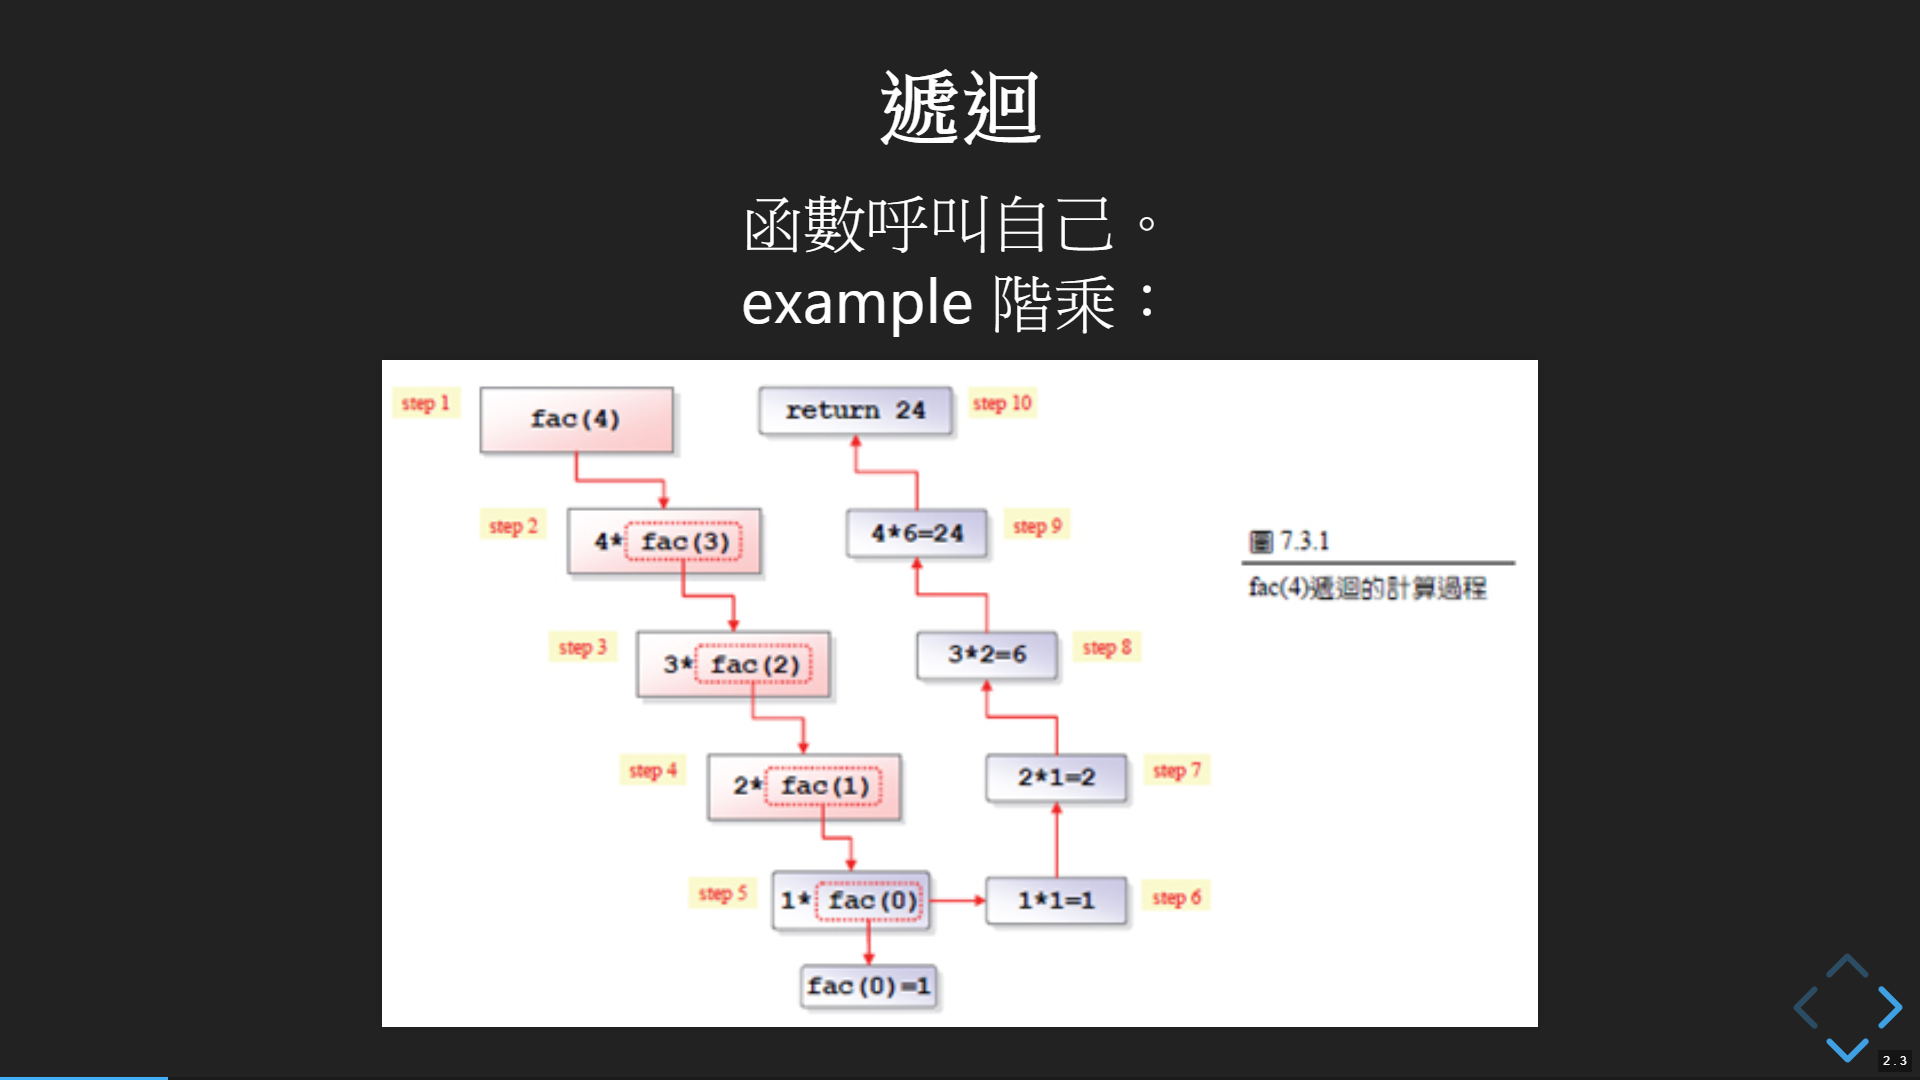 遞迴
函數呼叫自己。
example 階乘：
step 1
fac(4)
return 24
step 10
step 2
4* fac(3)
4*6=24
step 9
圖 7.3.1
fac(4)遞迴的計算過程
step 3
3* fac(2)
3*2=6
step 8
step 4
2* fac(1)
2*1=2
step 7
step 5
1* fac(0)
1*1=1
step 6
fac(0)=1
2.3